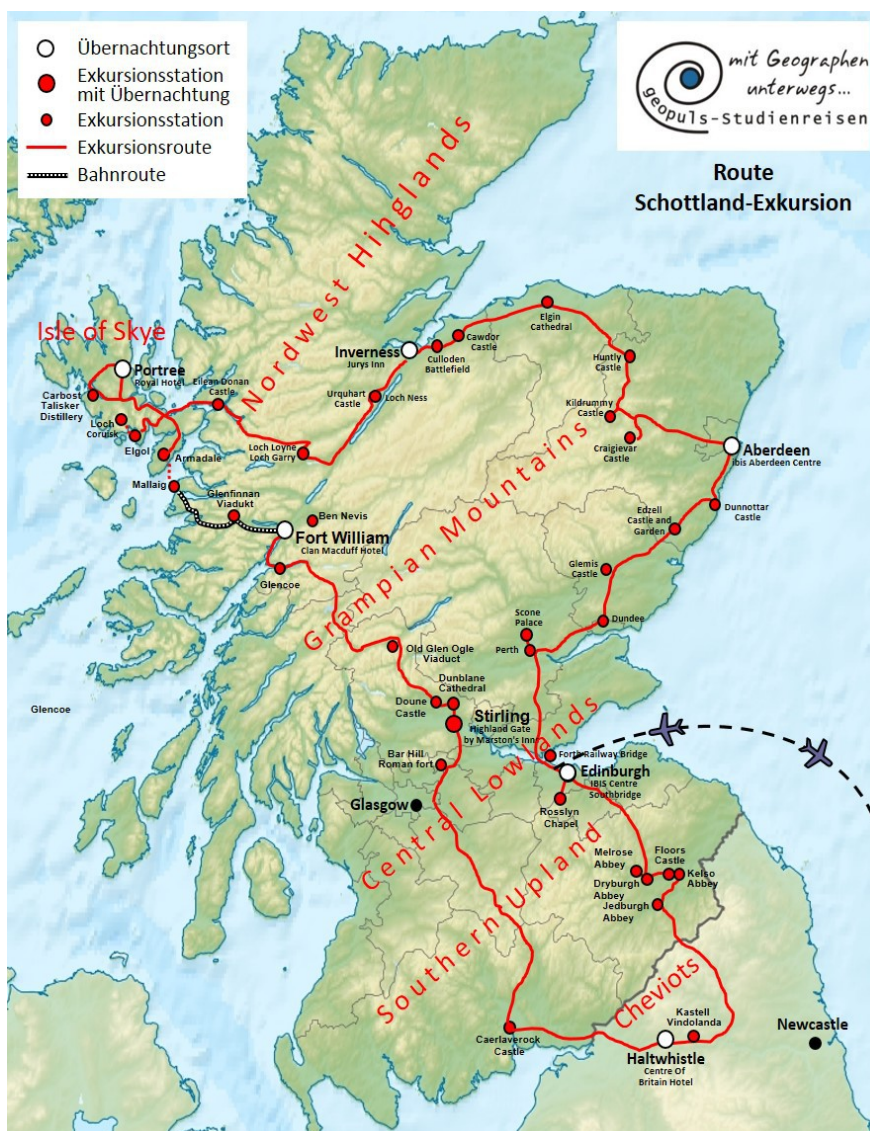 Übernachtungsort
Exkursionsstation
mit Übernachtung
Exkursionsstation
Exkursionsroute
Bahnroute
mit Geographen
unterwegs...
geopuls-Studienreisen
Route
Schottland-Exkursion
Nordwest Hihglands
Isle of Skye
Portree
Royal Hotel
Carbost
Talisker
Distillery
Loch
Coruisk
Elgol
Eilean Donan
Castle
Armadale
Mallaig
Glenfinnan
Viadukt
Loch Loyne
Loch Garry
Urquhart
Castle
Loch Ness
Inverness
Jurys Inn
Culloden
Battlefield
Cawdor
Castle
Elgin
Cathedral
Huntly
Castle
Kildrummy
Castle
Craigievar
Castle
Aberdeen
ibis Aberdeen Centre
Dunnottar
Castle
Edzell
Castle and
Garden
Glemis
Castle
Dundee
Scone
Palace
Perth
Grampian Mountains
Ben Nevis
Fort William
Clan Macduff Hotel
Glencoe
Old Glen Ogle
Viaduct
Dunblane
Cathedral
Doune
Castle
Stirling
Highland Gate
by Marston's Inn
Glencoe
Bar Hill
Roman fort
Glasgow
Central Lowlands
Forth Railway Bridge
Edinburgh
IBIS Centre
Southbridge
Rosslyn
Chapel
Southern Upland
Melrose
Abbey
Floors
Castle
Kelso
Abbey
Dryburgh
Abbey
Jedburgh
Abbey
Cheviots
Caerlaverock
Castle
Kastell
Vindolanda
Haltwhistle
Centre Of
Britain Hotel
Newcastle